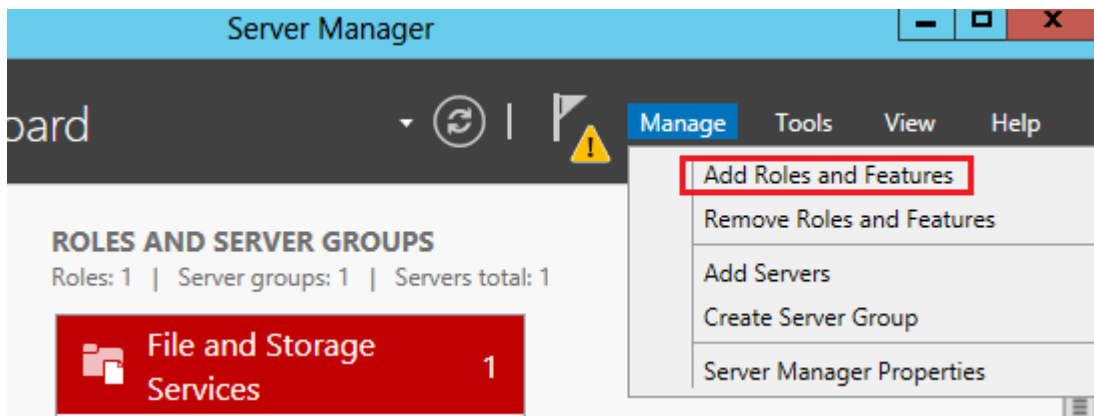 Server Manager
Manage Tools View Help
Add Roles and Features
Remove Roles and Features
Add Servers
Create Server Group
Server Manager Properties
ROLES AND SERVER GROUPS
Roles: 1 | Server groups: 1 | Servers total: 1
File and Storage
Services
1